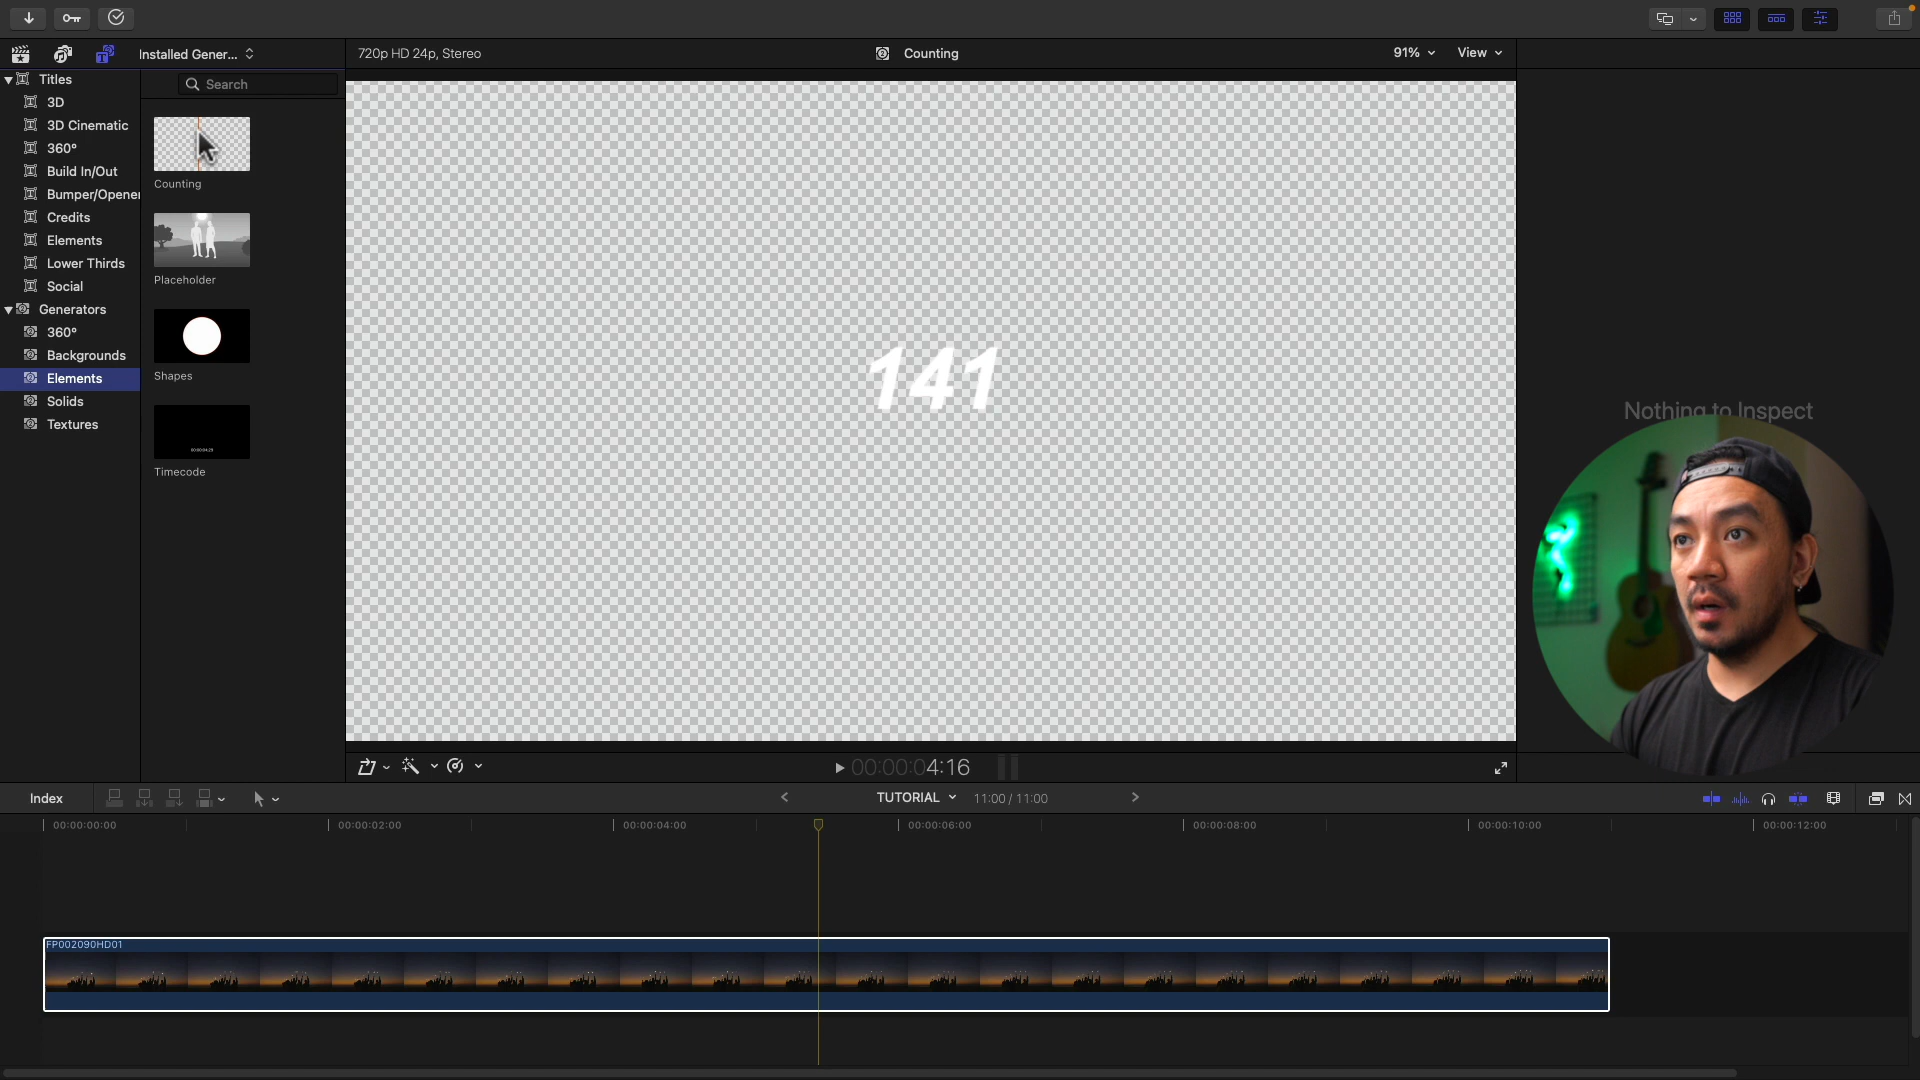 Installed Gener...
720p HD 24p, Stereo
Counting
91%
View
Titles
Search
3D
3D Cinematic
360°
Build In/Out
Bumper/Opener
Credits
Elements
Lower Thirds
Social
Generators
360°
Backgrounds
Elements
Solids
Textures
Counting
Placeholder
Shapes
00:00:04:29
Timecode
141
Nothing to Inspect
00:00:04:16
Index
TUTORIAL
11:00 / 11:00
00:00:00:00
00:00:02:00
00:00:04:00
00:00:06:00
00:00:08:00
00:00:10:00
00:00:12:00
FP002090HD01